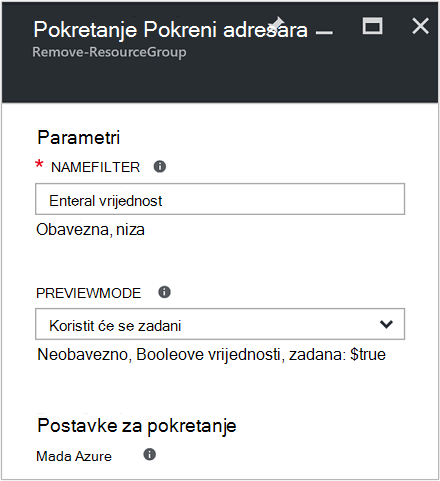 Pokretanje Pokreni adresara
Remove-ResourceGroup
Parametri
* NAMEFILTER
Enteral vrijednost
Obavezna, niza
PREVIEWMODE
Koristit će se zadani
Neobavezno, Booleove vrijednosti, zadana: $true
Postavke za pokretanje
Mada Azure